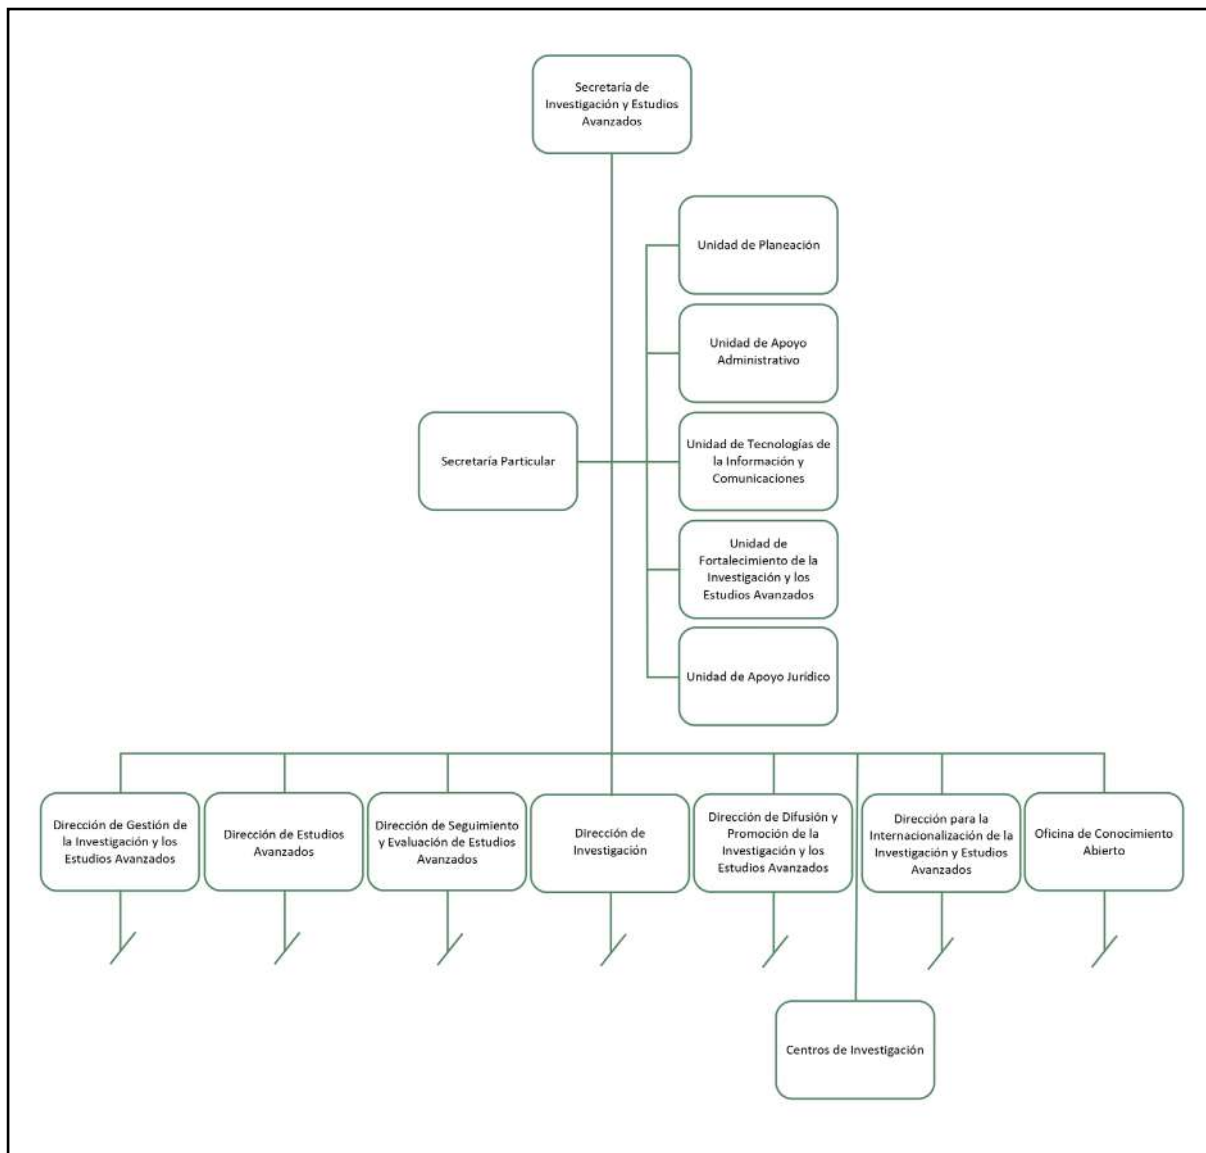 Secretaría de
Investigación y Estudios
Avanzados
Unidad de Planeación
Unidad de Apoyo
Administrativo
Secretaría Particular
Unidad de Tecnologías de
la Información y
Comunicaciones
Unidad de
Fortalecimiento de la
Investigación y los
Estudios Avanzados
Unidad de Apoyo Jurídico
Dirección de Gestión de
la Investigación y los
Estudios Avanzados
Dirección de Estudios
Avanzados
Dirección de Seguimiento
y Evaluación de Estudios
Avanzados
Dirección de
Investigación
Dirección de Difusión y
Promoción de la
Investigación y los
Estudios Avanzados
Dirección para la
Internacionalización de la
Investigación y Estudios
Avanzados
Oficina de Conocimiento
Abierto
Centros de Investigación